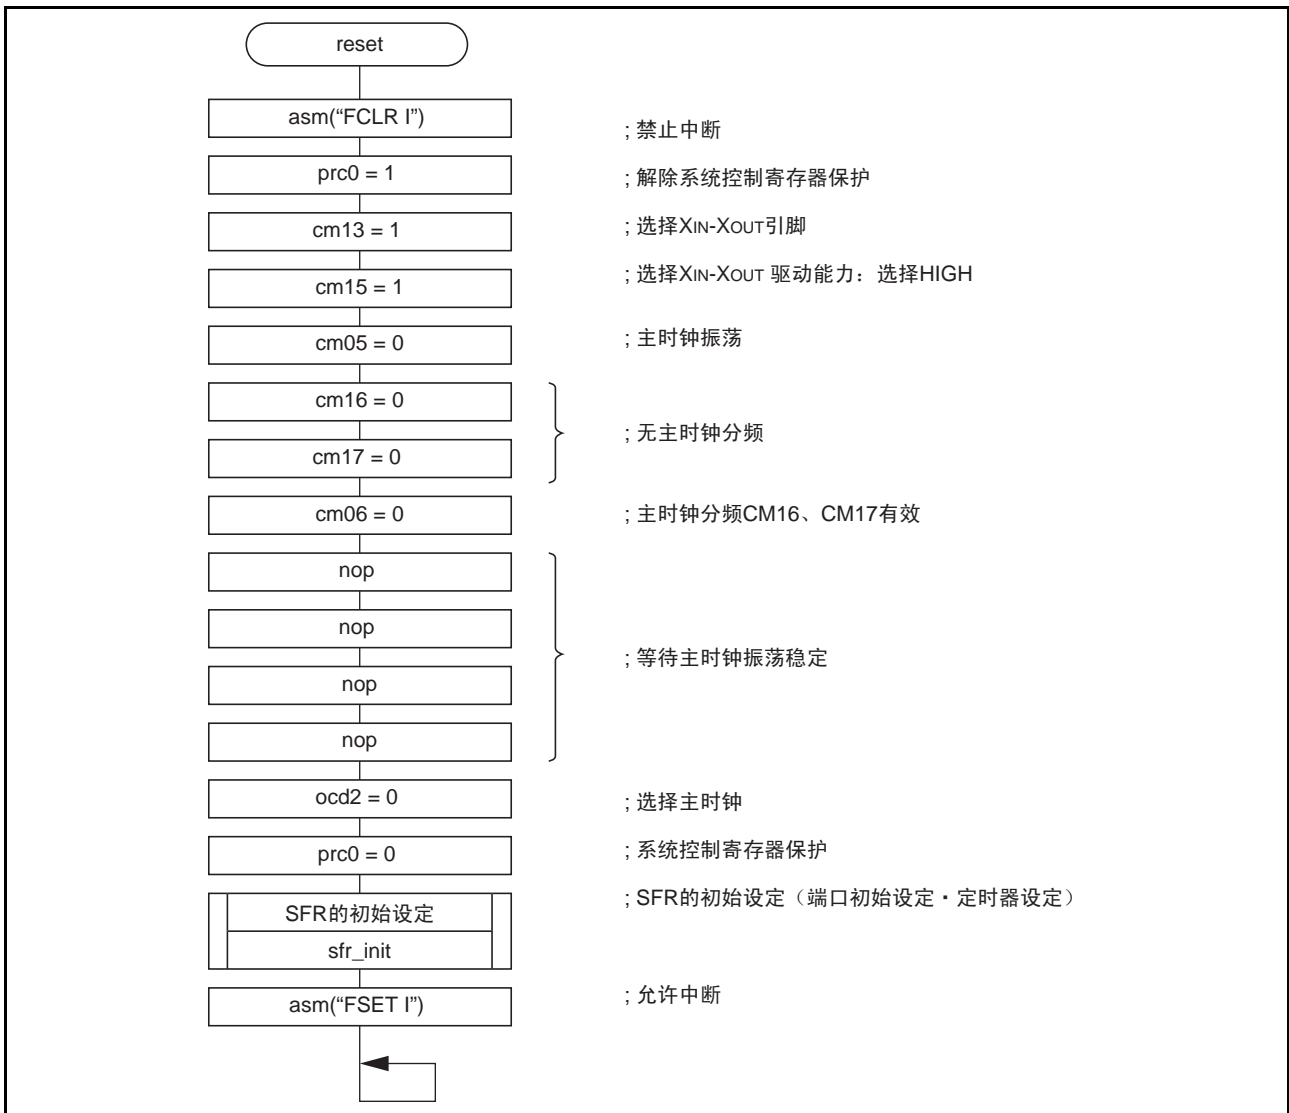 reset
asm(“FCLR I”)
; 禁止中断
prc0 = 1
; 解除系统控制寄存器保护
cm13 = 1
; 选择XIN-XOUT引脚
cm15 = 1
; 选择XIN-XOUT 驱动能力：选择HIGH
cm05 = 0
; 主时钟振荡
cm16 = 0
; 无主时钟分频
cm17 = 0
cm06 = 0
; 主时钟分频CM16、CM17有效
nop
nop
; 等待主时钟振荡稳定
nop
nop
ocd2 = 0
; 选择主时钟
prc0 = 0
; 系统控制寄存器保护
SFR的初始设定
; SFR的初始设定（端口初始设定・定时器设定）
sfr_init
asm(“FSET I”)
; 允许中断